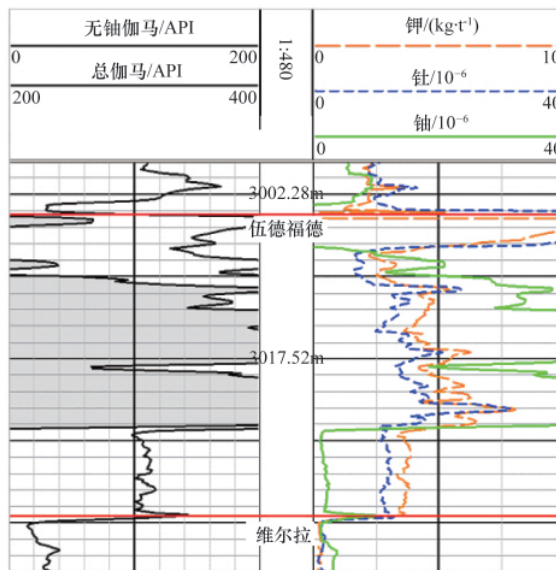 无铀伽马/API
0 200
总伽马/API
200 400
1:480
钾/(kg·t⁻¹)
0 10
钍/10⁻⁶
0 40
铀/10⁻⁶
0 40
3002.28m
伍德福德
3017.52m
维尔拉